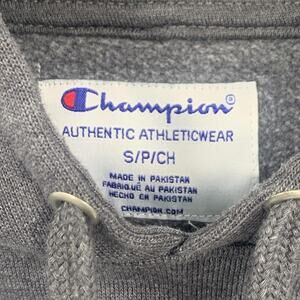 Champion®
AUTHENTIC ATHLETICWEAR
S/P/CH
MADE IN PAKISTAN
FABRIQUÉ AU PAKISTAN
HECHO EN PAKISTAN
CHAMPION.COM